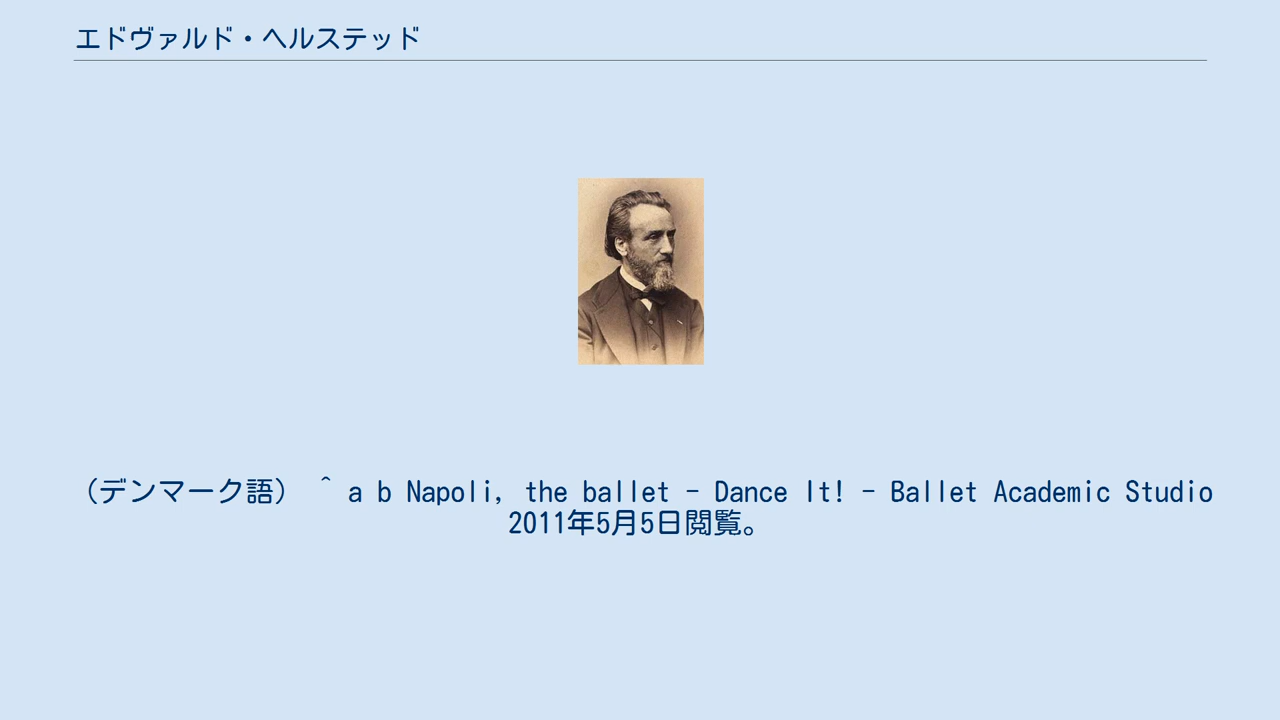 エドヴァルド・ヘルステッド
（デンマーク語） ^ a b Napoli, the ballet - Dance It! - Ballet Academic Studio
2011年5月5日閲覧。